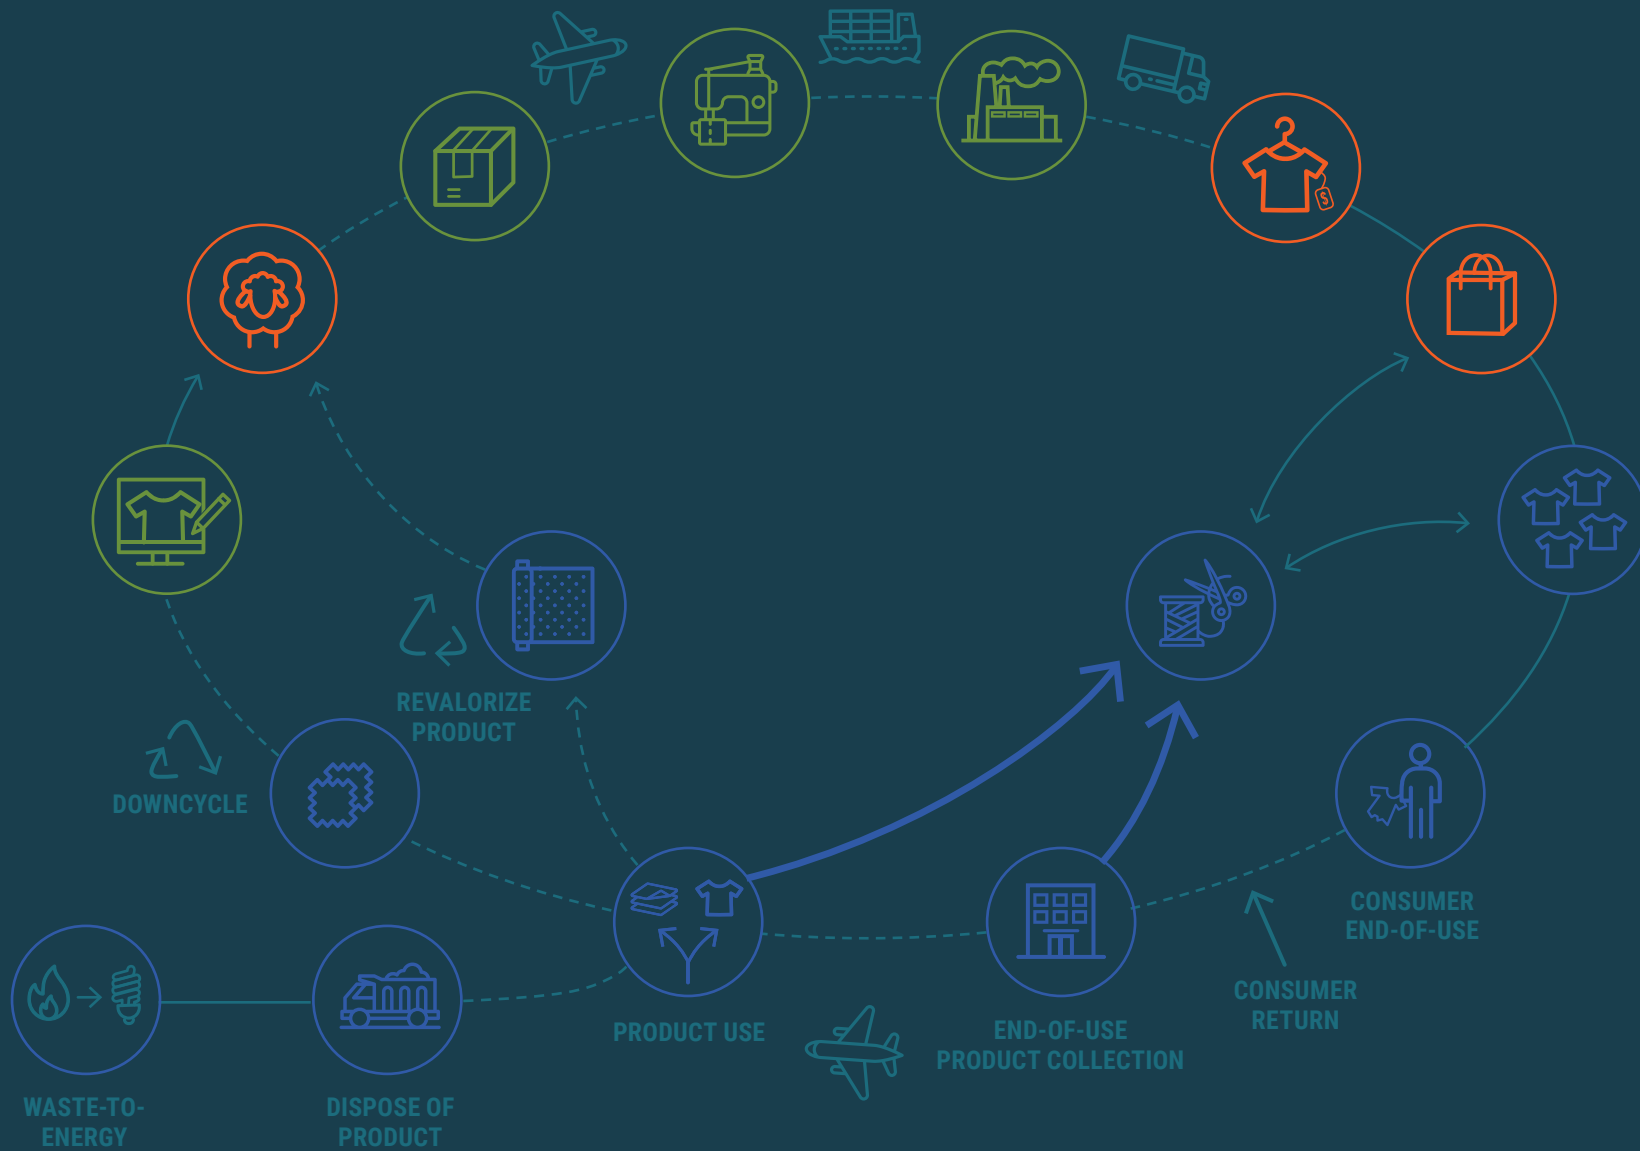 $
REVALORIZE
PRODUCT
DOWNCYCLE
CONSUMER
END-OF-USE
CONSUMER
RETURN
PRODUCT USE
END-OF-USE
PRODUCT COLLECTION
WASTE-TO-
ENERGY
DISPOSE OF
PRODUCT